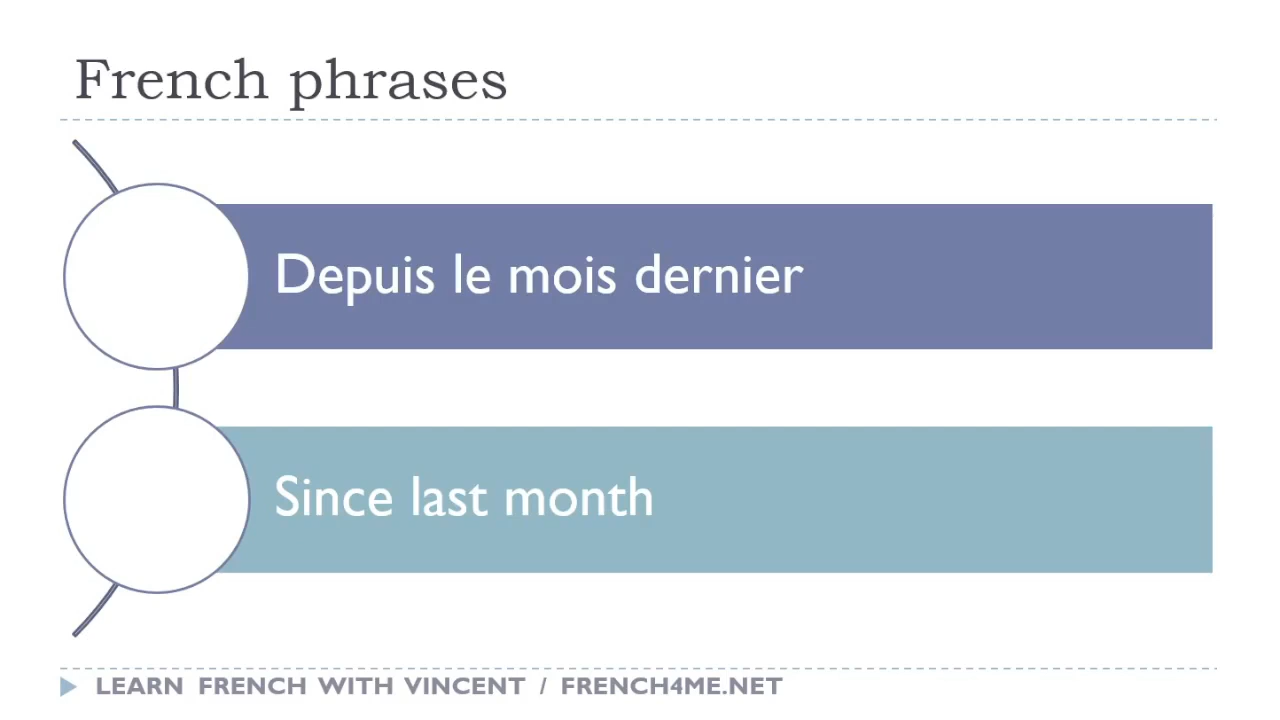 French phrases
Depuis le mois dernier
Since last month
LEARN FRENCH WITH VINCENT / FRENCH4ME.NET